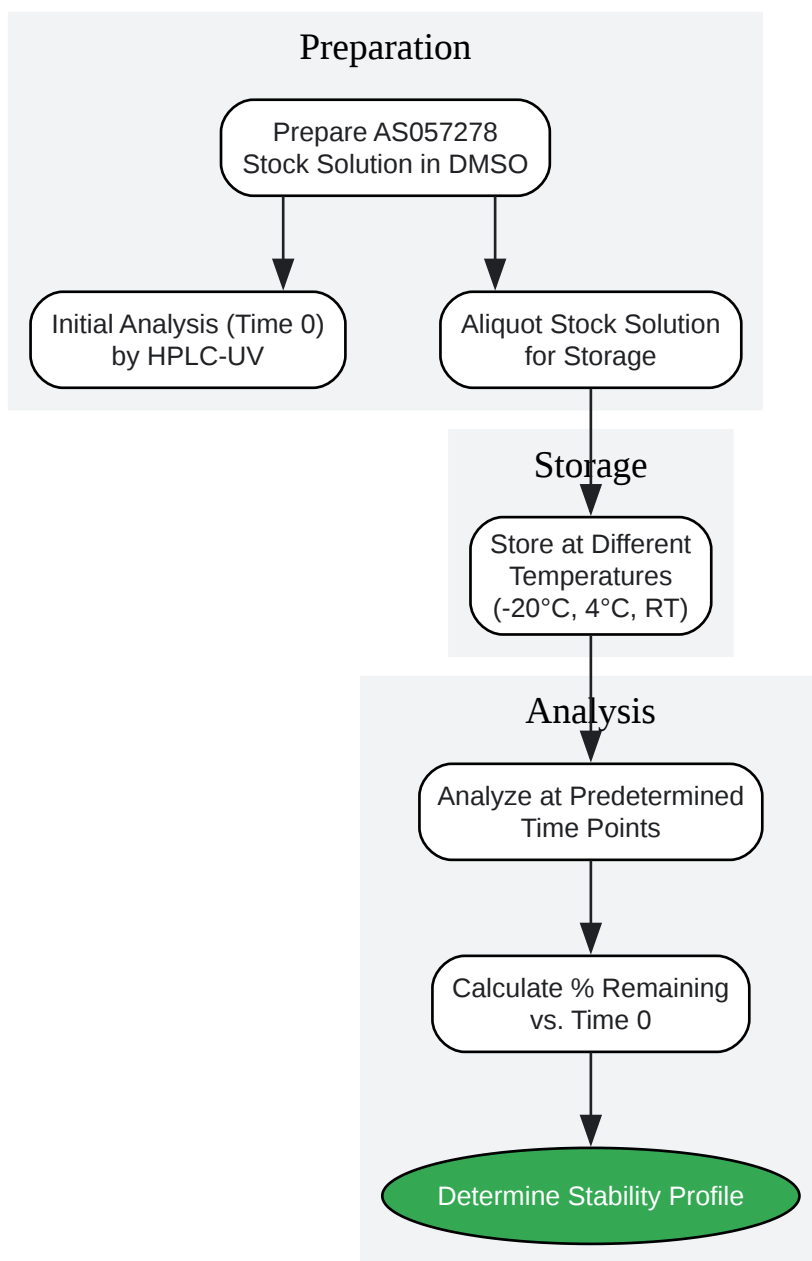 Preparation
Prepare AS057278
Stock Solution in DMSO
Initial Analysis (Time 0)
by HPLC-UV
Aliquot Stock Solution
for Storage
Storage
Store at Different
Temperatures
(-20°C, 4°C, RT)
Analysis
Analyze at Predetermined
Time Points
Calculate % Remaining
vs. Time 0
Determine Stability Profile